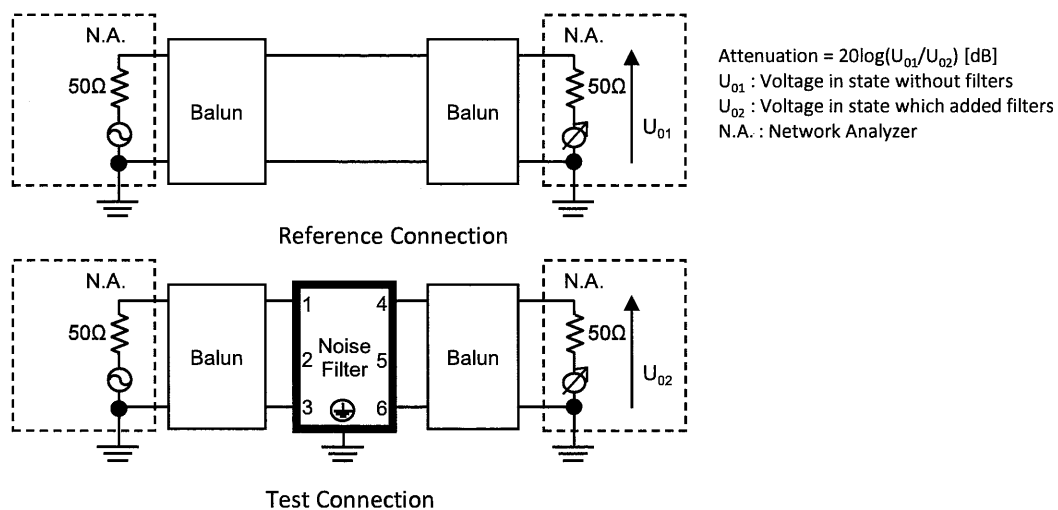 N.A.
50Ω
Balun
Balun
N.A.
50Ω
U01
Attenuation = 20log(U01/U02) [dB]
U01 : Voltage in state without filters
U02 : Voltage in state which added filters
N.A. : Network Analyzer
Reference Connection
N.A.
50Ω
Balun
1
2
3
Noise
Filter
4
5
6
Balun
N.A.
50Ω
U02
Test Connection